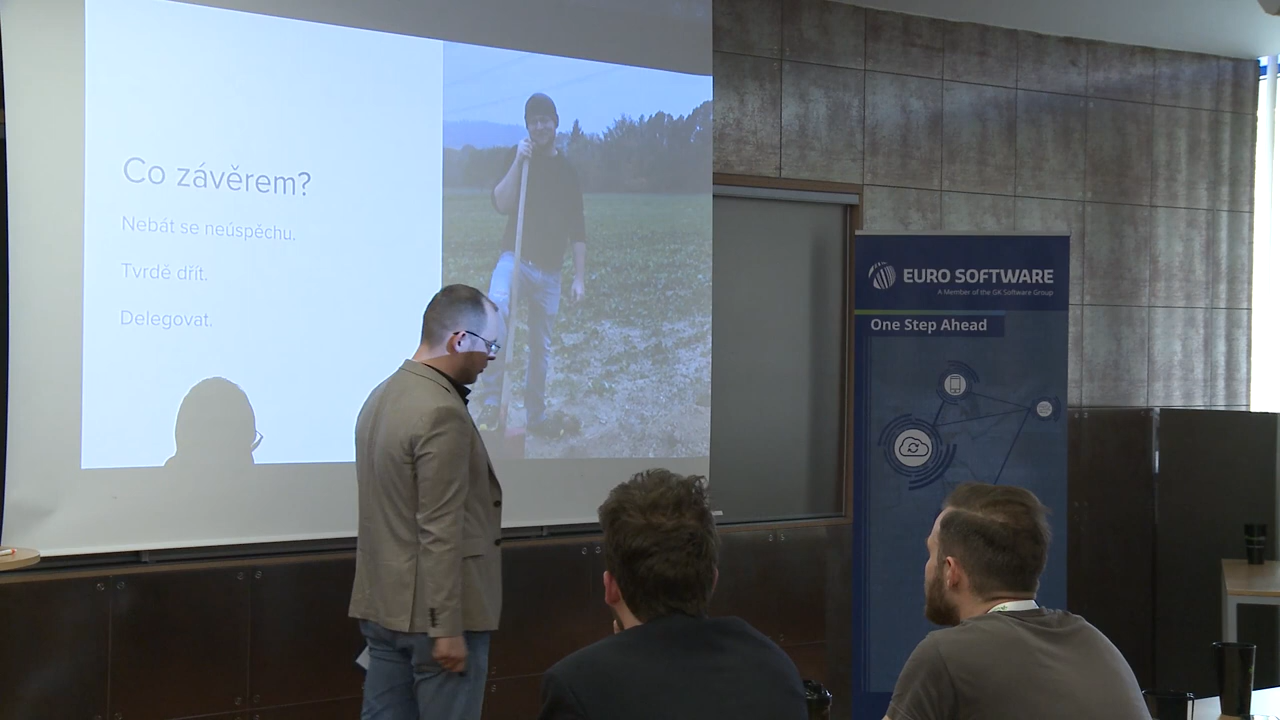 Co závěrem?
Nebát se neúspěchu.
Tvrdě dřít.
Delegovat.
EURO SOFTWARE
A Member of the GK Software Group
One Step Ahead